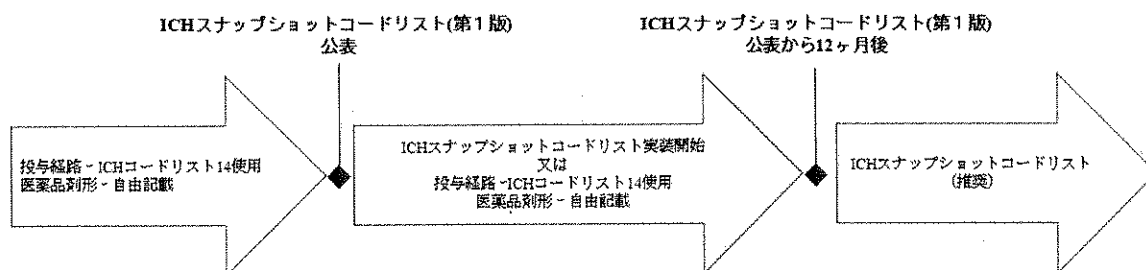 ICHスナップショットコードリスト(第１版)
公表
ICHスナップショットコードリスト(第１版)
公表から12ヶ月後
投与経路－ICHコードリスト14使用
医薬品剤形－自由記載
ICHスナップショットコードリスト実装開始
又は
投与経路－ICHコードリスト14使用
医薬品剤形－自由記載
ICHスナップショットコードリスト
(推奨)